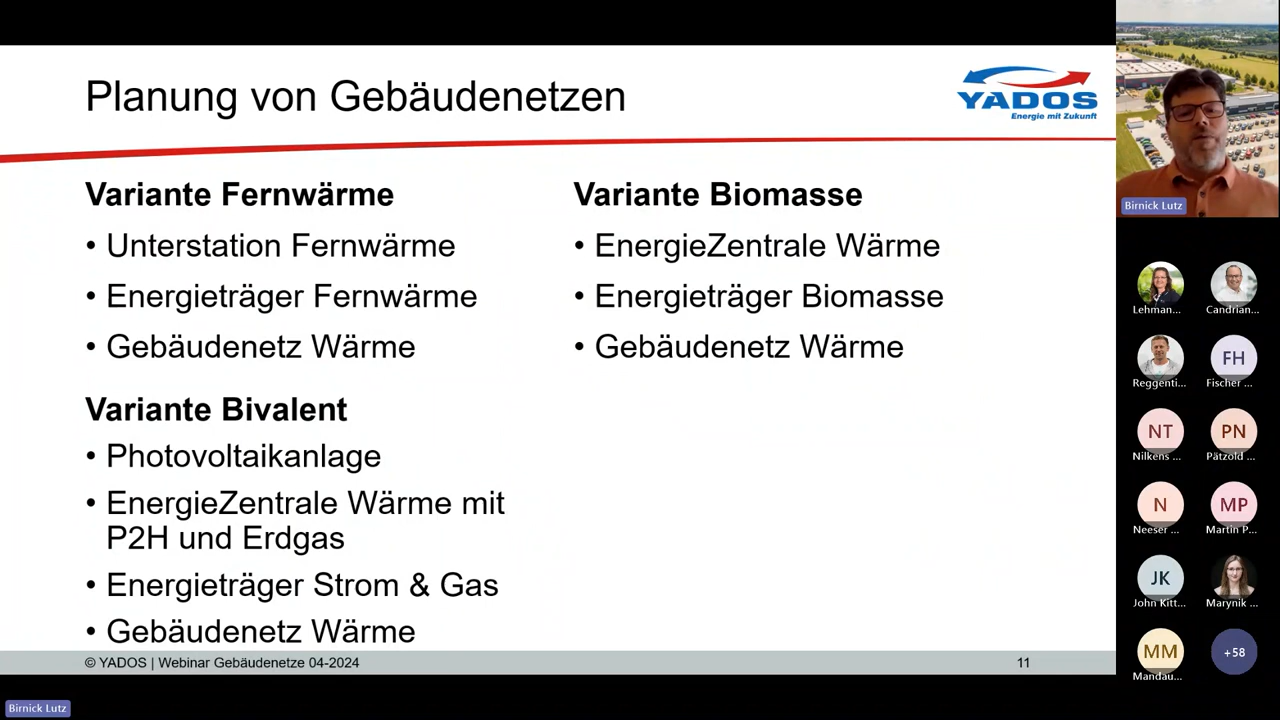 Planung von Gebäudenetzen
YADOS
Energie mit Zukunft
Variante Fernwärme
• Unterstation Fernwärme
• Energieträger Fernwärme
• Gebäudenetz Wärme
Variante Bivalent
• Photovoltaikanlage
• EnergieZentrale Wärme mit
P2H und Erdgas
• Energieträger Strom & Gas
• Gebäudenetz Wärme
Variante Biomasse
• EnergieZentrale Wärme
• Energieträger Biomasse
• Gebäudenetz Wärme
© YADOS | Webinar Gebäudenetze 04-2024
11
Birnick Lutz
Lehman...
Candrian...
Reggenti...
FH
Fischer ...
NT
Nilkens ...
PN
Pätzold ...
N
Neeser ...
MP
Martin P...
JK
John Kitt...
Marynik ...
MM
Mandau...
+58
Birnick Lutz